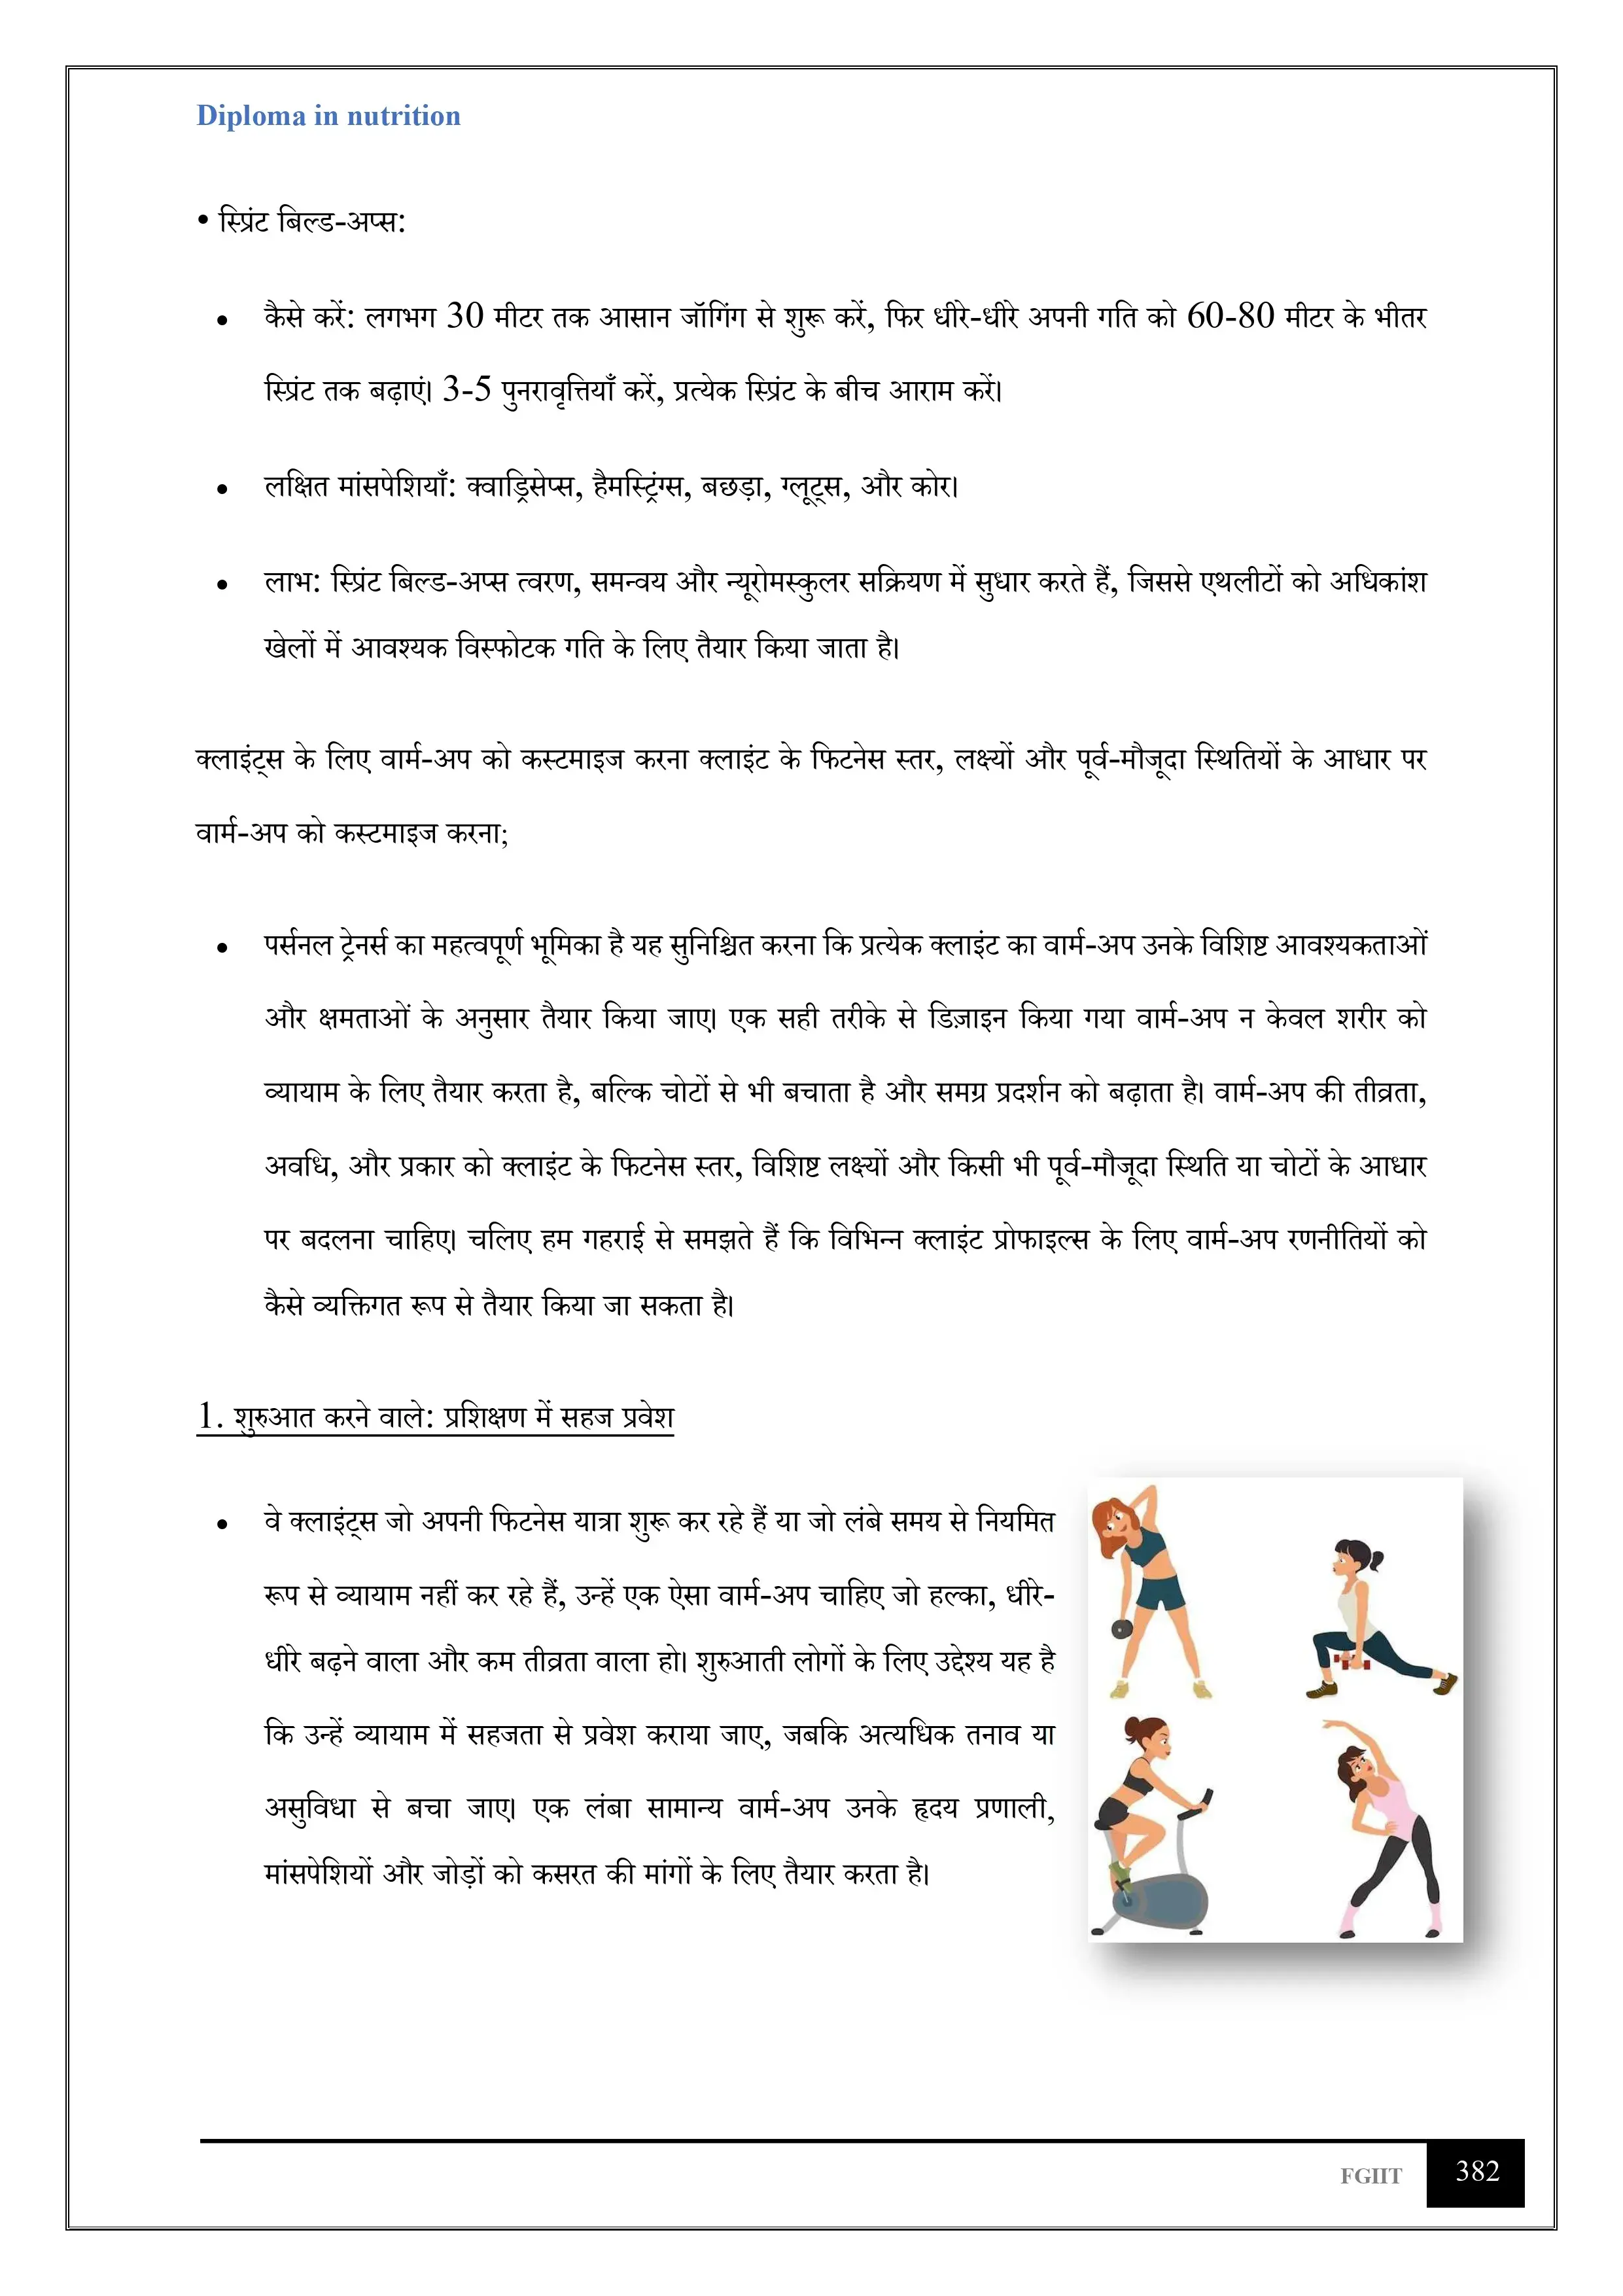 Diploma in nutrition
• स्प्रिंट बिल्ड-अप्स:
• कैसे करें: लगभग 30 मीटर तक आसान जॉगिंग से शुरू करें, फिर धीरे-धीरे अपनी गति को 60-80 मीटर के भीतर
स्प्रिंट तक बढ़ाएं। 3-5 पुनरावृत्तियाँ करें, प्रत्येक स्प्रिंट के बीच आराम करें।
• लक्षित मांसपेशियाँ: क्वाड्रिसेप्स, हैमस्ट्रिंग्स, बछड़ा, ग्लूट्स, और कोर।
• लाभ: स्प्रिंट बिल्ड-अप्स त्वरण, समन्वय और न्यूरोमस्कुलर सक्रियण में सुधार करते हैं, जिससे एथलीटों को अधिकांश
खेलों में आवश्यक विस्फोटक गति के लिए तैयार किया जाता है।
क्लाइंट्स के लिए वार्म-अप को कस्टमाइज करना क्लाइंट के फिटनेस स्तर, लक्ष्यों और पूर्व-मौजूदा स्थितियों के आधार पर
वार्म-अप को कस्टमाइज करना;
• पर्सनल ट्रेनर्स का महत्वपूर्ण भूमिका है यह सुनिश्चित करना कि प्रत्येक क्लाइंट का वार्म-अप उनके विशिष्ट आवश्यकताओं
और क्षमताओं के अनुसार तैयार किया जाए। एक सही तरीके से डिज़ाइन किया गया वार्म-अप न केवल शरीर को
व्यायाम के लिए तैयार करता है, बल्कि चोटों से भी बचाता है और समग्र प्रदर्शन को बढ़ाता है। वार्म-अप की तीव्रता,
अवधि, और प्रकार को क्लाइंट के फिटनेस स्तर, विशिष्ट लक्ष्यों और किसी भी पूर्व-मौजूदा स्थिति या चोटों के आधार
पर बदलना चाहिए। चलिए हम गहराई से समझते हैं कि विभिन्न क्लाइंट प्रोफाइल्स के लिए वार्म-अप रणनीतियों को
कैसे व्यक्तिगत रूप से तैयार किया जा सकता है।
1. शुरुआत करने वाले: प्रशिक्षण में सहज प्रवेश
• वे क्लाइंट्स जो अपनी फिटनेस यात्रा शुरू कर रहे हैं या जो लंबे समय से नियमित
रूप से व्यायाम नहीं कर रहे हैं, उन्हें एक ऐसा वार्म-अप चाहिए जो हल्का, धीरे-
धीरे बढ़ने वाला और कम तीव्रता वाला हो। शुरुआती लोगों के लिए उद्देश्य यह है
कि उन्हें व्यायाम में सहजता से प्रवेश कराया जाए, जबकि अत्यधिक तनाव या
असुविधा से बचा जाए। एक लंबा सामान्य वार्म-अप उनके हृदय प्रणाली,
मांसपेशियों और जोड़ों को कसरत की मांगों के लिए तैयार करता है।
FGIIT 382